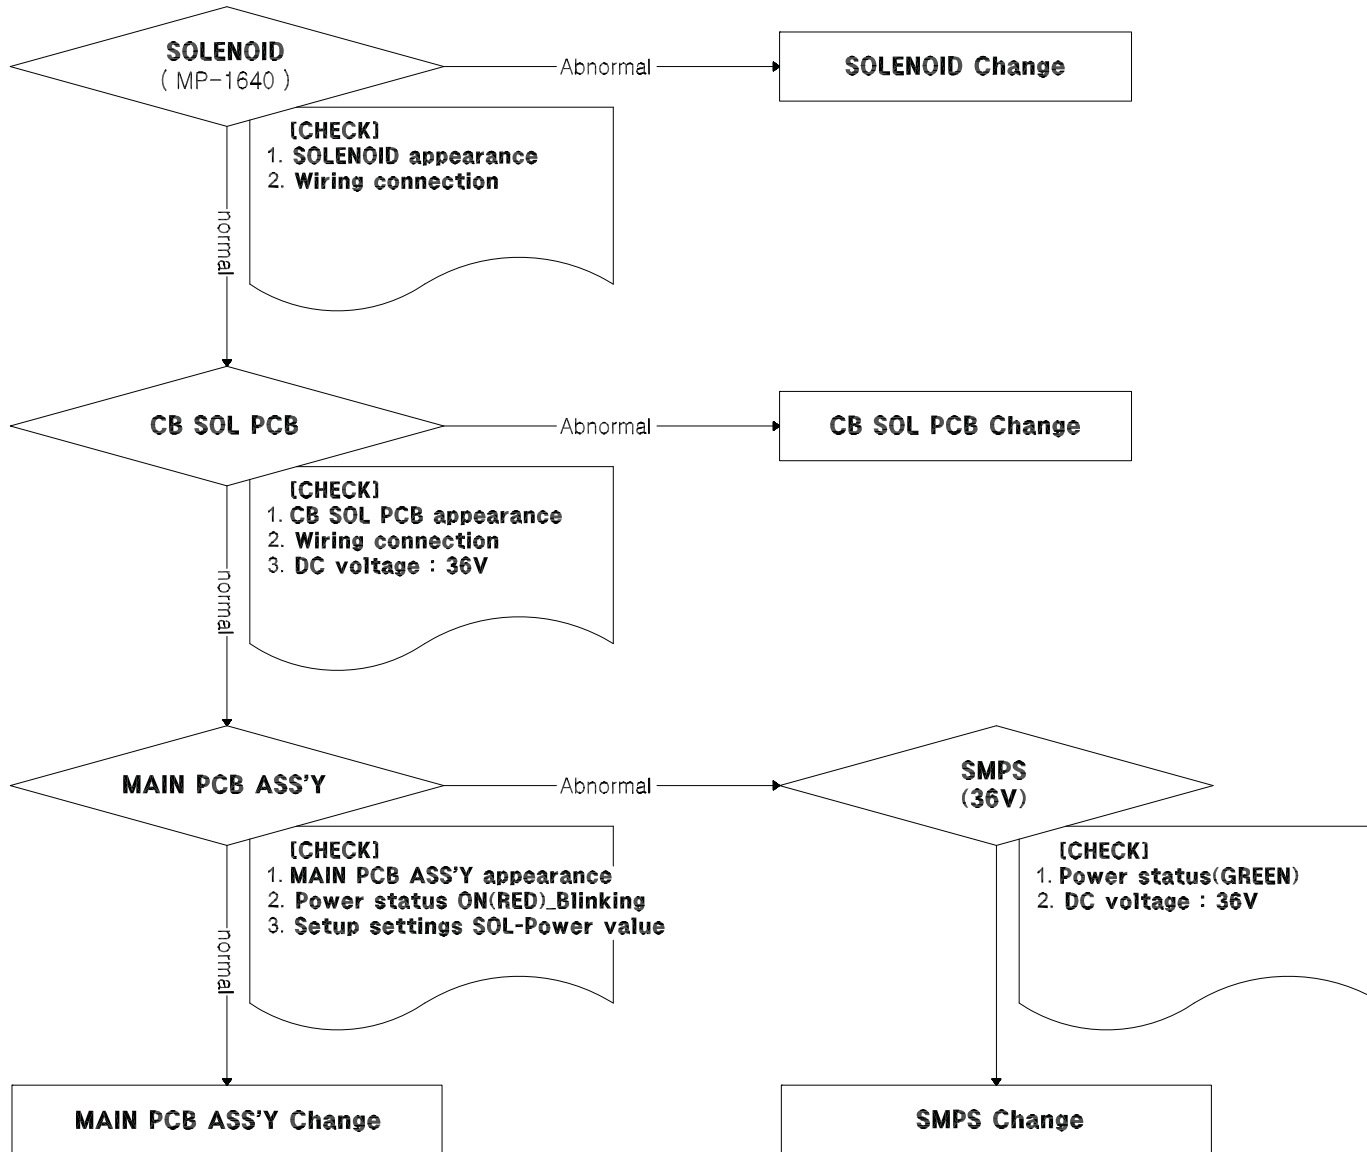 SOLENOID
( MP-1640 )
Abnormal
SOLENOID Change
[CHECK]
1. SOLENOID appearance
2. Wiring connection
normal
CB SOL PCB
Abnormal
CB SOL PCB Change
[CHECK]
1. CB SOL PCB appearance
2. Wiring connection
3. DC voltage : 36V
normal
MAIN PCB ASS'Y
Abnormal
SMPS
(36V)
[CHECK]
1. MAIN PCB ASS'Y appearance
2. Power status ON(RED)_Blinking
3. Setup settings SOL-Power value
normal
[CHECK]
1. Power status(GREEN)
2. DC voltage : 36V
MAIN PCB ASS'Y Change
SMPS Change